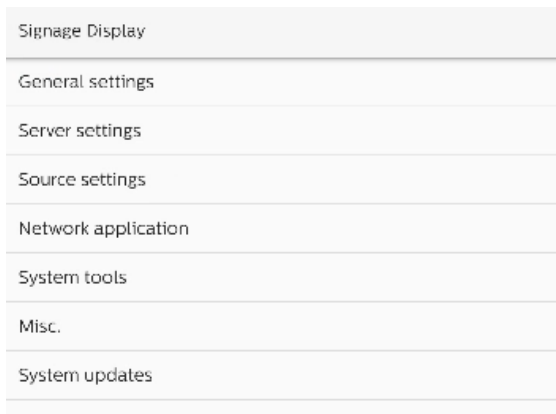 Signage Display
General settings
Server settings
Source settings
Network application
System tools
Misc.
System updates